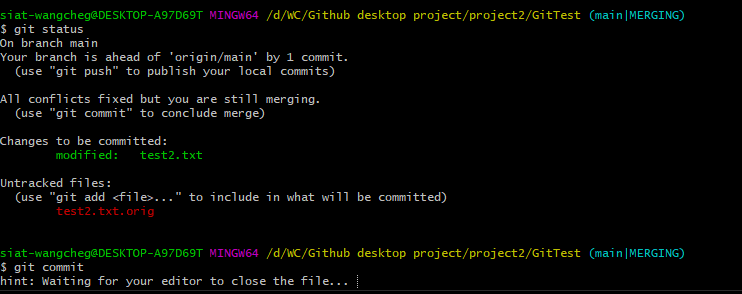 siat-wangcheg@DESKTOP-A97D69T MINGW64 /d/WC/Github desktop project/project2/GitTest (main|MERGING)
$ git status
On branch main
Your branch is ahead of 'origin/main' by 1 commit.
  (use "git push" to publish your local commits)

All conflicts fixed but you are still merging.
  (use "git commit" to conclude merge)

Changes to be committed:
        modified:   test2.txt

Untracked files:
  (use "git add <file>..." to include in what will be committed)
        test2.txt.orig

siat-wangcheg@DESKTOP-A97D69T MINGW64 /d/WC/Github desktop project/project2/GitTest (main|MERGING)
$ git commit
hint: Waiting for your editor to close the file...